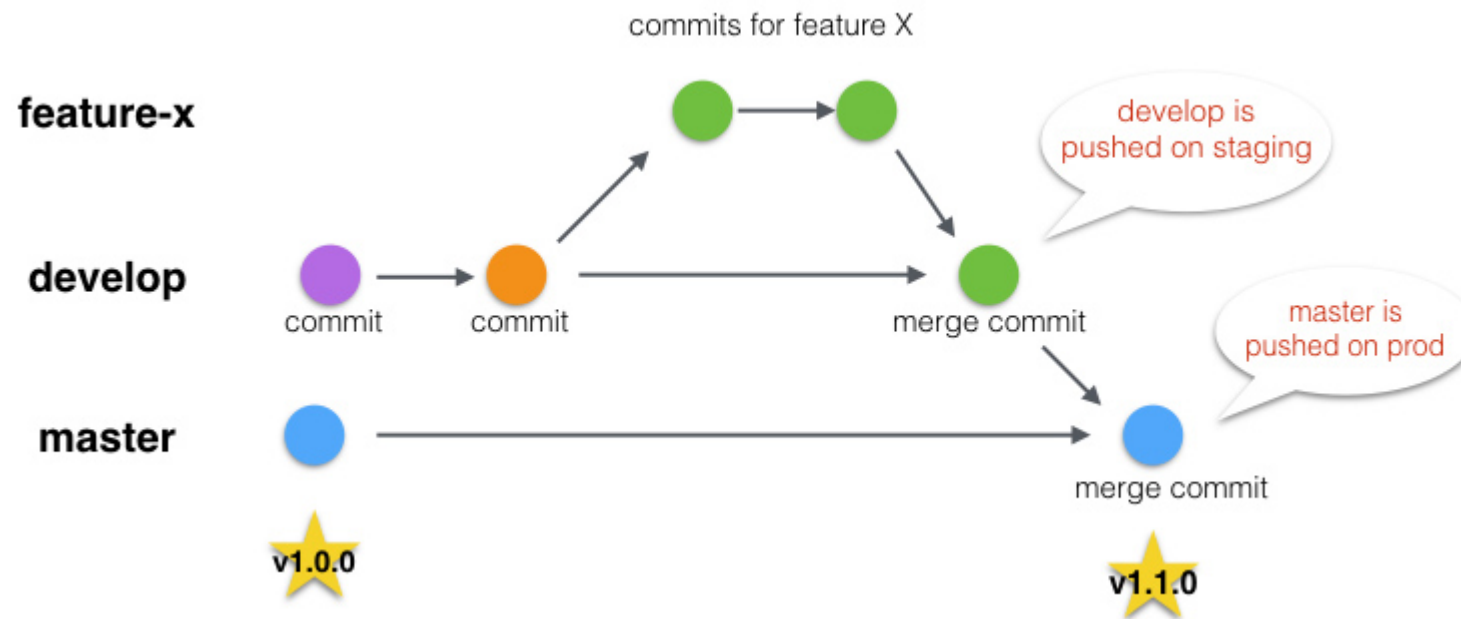 commits for feature X
feature-x
develop is
pushed on staging
develop
commit
commit
merge commit
master is
pushed on prod
master
merge commit
v1.0.0
v1.1.0